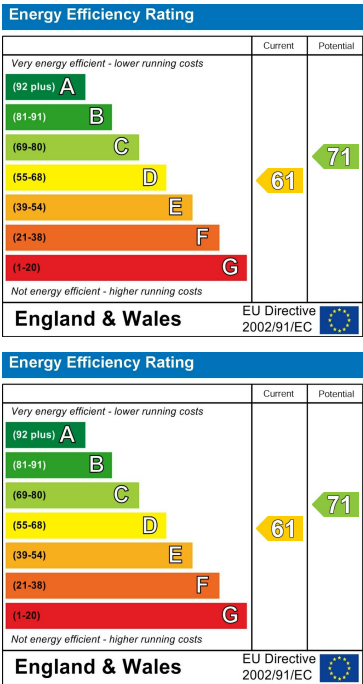 Energy Efficiency Rating
Current Potential
Very energy efficient - lower running costs
(92 plus) A
(81-91) B
(69-80) C
71
(55-68) D
61
(39-54) E
(21-38) F
(1-20) G
Not energy efficient - higher running costs
England & Wales
EU Directive
2002/91/EC
Energy Efficiency Rating
Current Potential
Very energy efficient - lower running costs
(92 plus) A
(81-91) B
(69-80) C
71
(55-68) D
61
(39-54) E
(21-38) F
(1-20) G
Not energy efficient - higher running costs
England & Wales
EU Directive
2002/91/EC